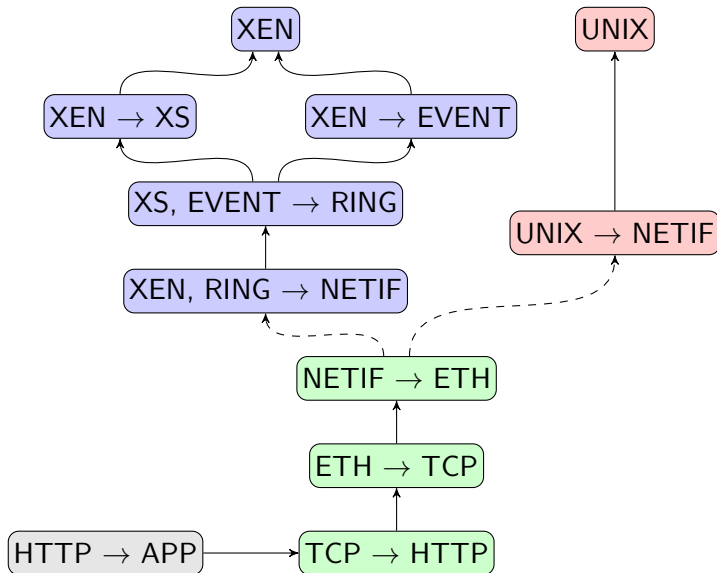 XEN
UNIX
XEN → XS
XEN → EVENT
XS, EVENT → RING
UNIX → NETIF
XEN, RING → NETIF
NETIF → ETH
ETH → TCP
HTTP → APP
TCP → HTTP